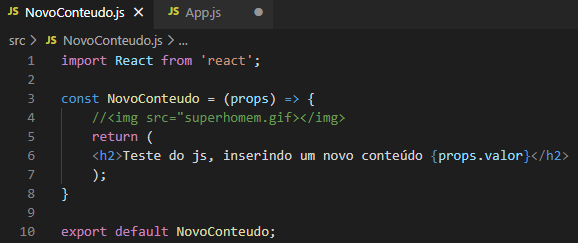 JS NovoConteudo.js × JS App.js
src > JS NovoConteudo.js > ...
1 import React from 'react';
2
3 const NovoConteudo = (props) => {
4 //<img src="superhomem.gif></img>
5 return (
6 <h2>Teste do js, inserindo um novo conteúdo {props.valor}</h2>
7 );
8 }
9
10 export default NovoConteudo;